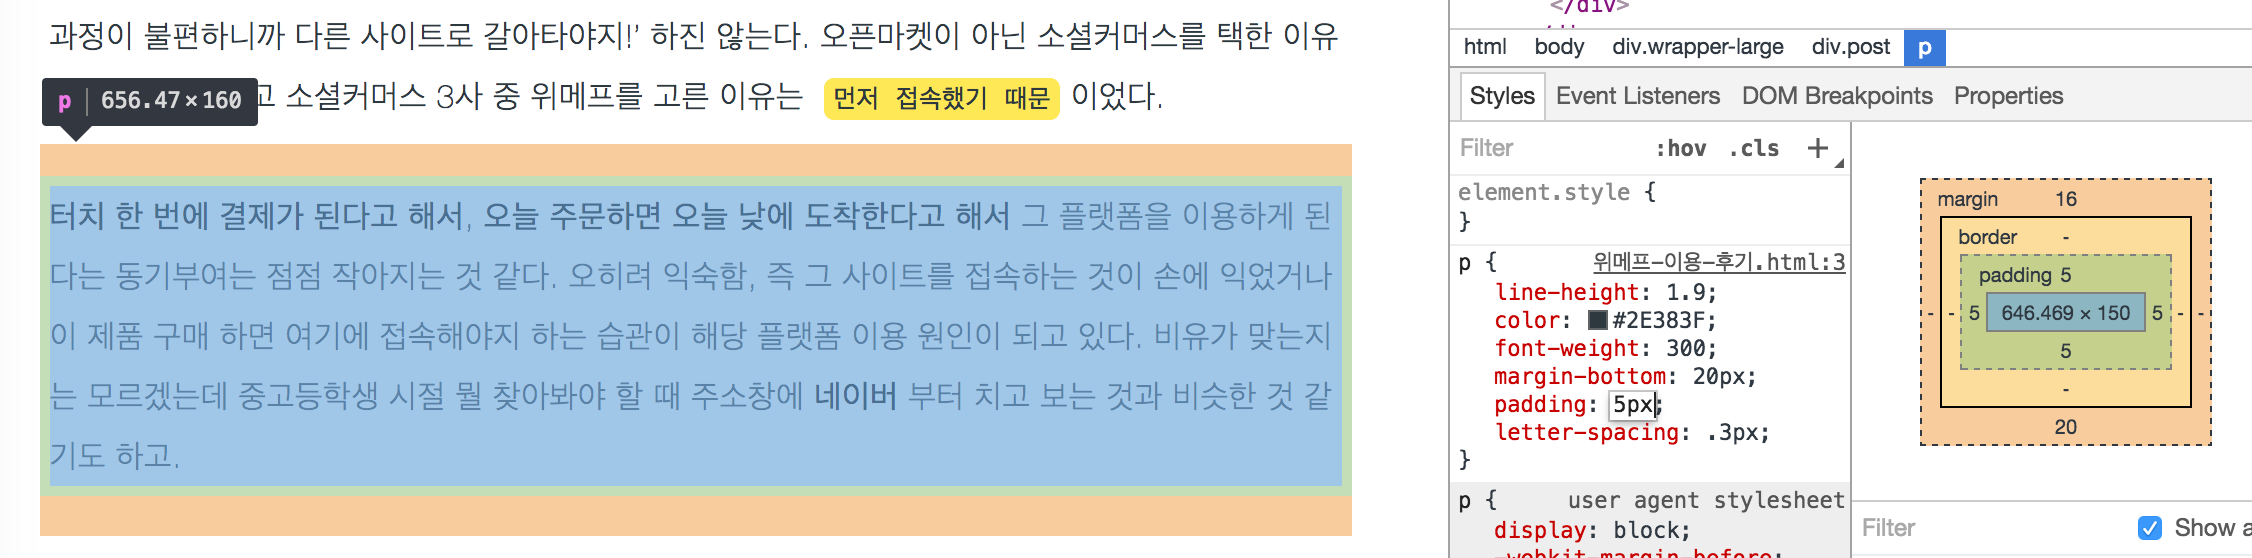 과정이 불편하니까 다른 사이트로 갈아타야지!’ 하진 않는다. 오픈마켓이 아닌 소셜커머스를 택한 이유
p 656.47×160
고 소셜커머스 3사 중 위메프를 고른 이유는 먼저 접속했기 때문 이었다.
터치 한 번에 결제가 된다고 해서, 오늘 주문하면 오늘 낮에 도착한다고 해서 그 플랫폼을 이용하게 된
다는 동기부여는 점점 작아지는 것 같다. 오히려 익숙함, 즉 그 사이트를 접속하는 것이 손에 익었거나
이 제품 구매 하면 여기에 접속해야지 하는 습관이 해당 플랫폼 이용 원인이 되고 있다. 비유가 맞는지
는 모르겠는데 중고등학생 시절 뭘 찾아봐야 할 때 주소창에 네이버 부터 치고 보는 것과 비슷한 것 같
기도 하고.
</div>
html body div.wrapper-large div.post p
Styles Event Listeners DOM Breakpoints Properties
Filter :hov .cls +
element.style {
}
p { 위메프-이용-후기.html:3
line-height: 1.9;
color: #2E383F;
font-weight: 300;
margin-bottom: 20px;
padding: 5px;
letter-spacing: .3px;
}
p { user agent stylesheet
display: block;
-webkit-margin-before:
margin 16
border -
padding 5
- - 5 646.469 × 150 5 - -
5
-
20
Filter Show a